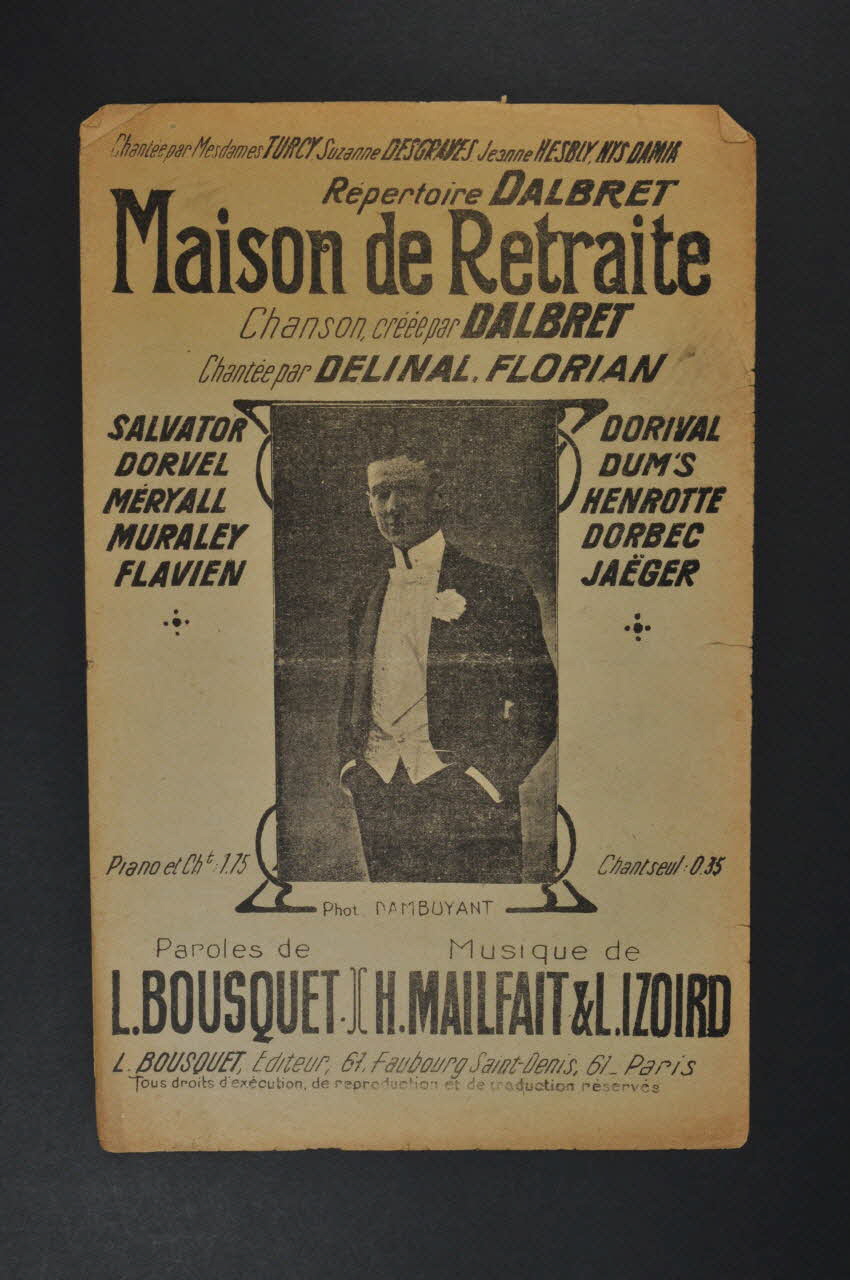 Chantée par Mesdames TURCY, Suzanne DESGRAVES, Jeanne HESBLY, NYS DAMIA
Répertoire DALBRET
Maison de Retraite
Chanson, créée par DALBRET
Chantée par DELINAL, FLORIAN
SALVATOR
DORVEL
MÉRYALL
MURALEY
FLAVIEN
DORIVAL
DUM'S
HENROTTE
DORBEC
JAËGER
Piano et Cht : 1.75
Chant seul : 0.35
Phot. DAMBUYANT
Paroles de
L. BOUSQUET.
Musique de
H. MAILFAIT & L. IZOIRD
L. BOUSQUET, Editeur, 61, Faubourg Saint-Denis, 61_ Paris
Tous droits d'exécution, de reproduction et de traduction réservés